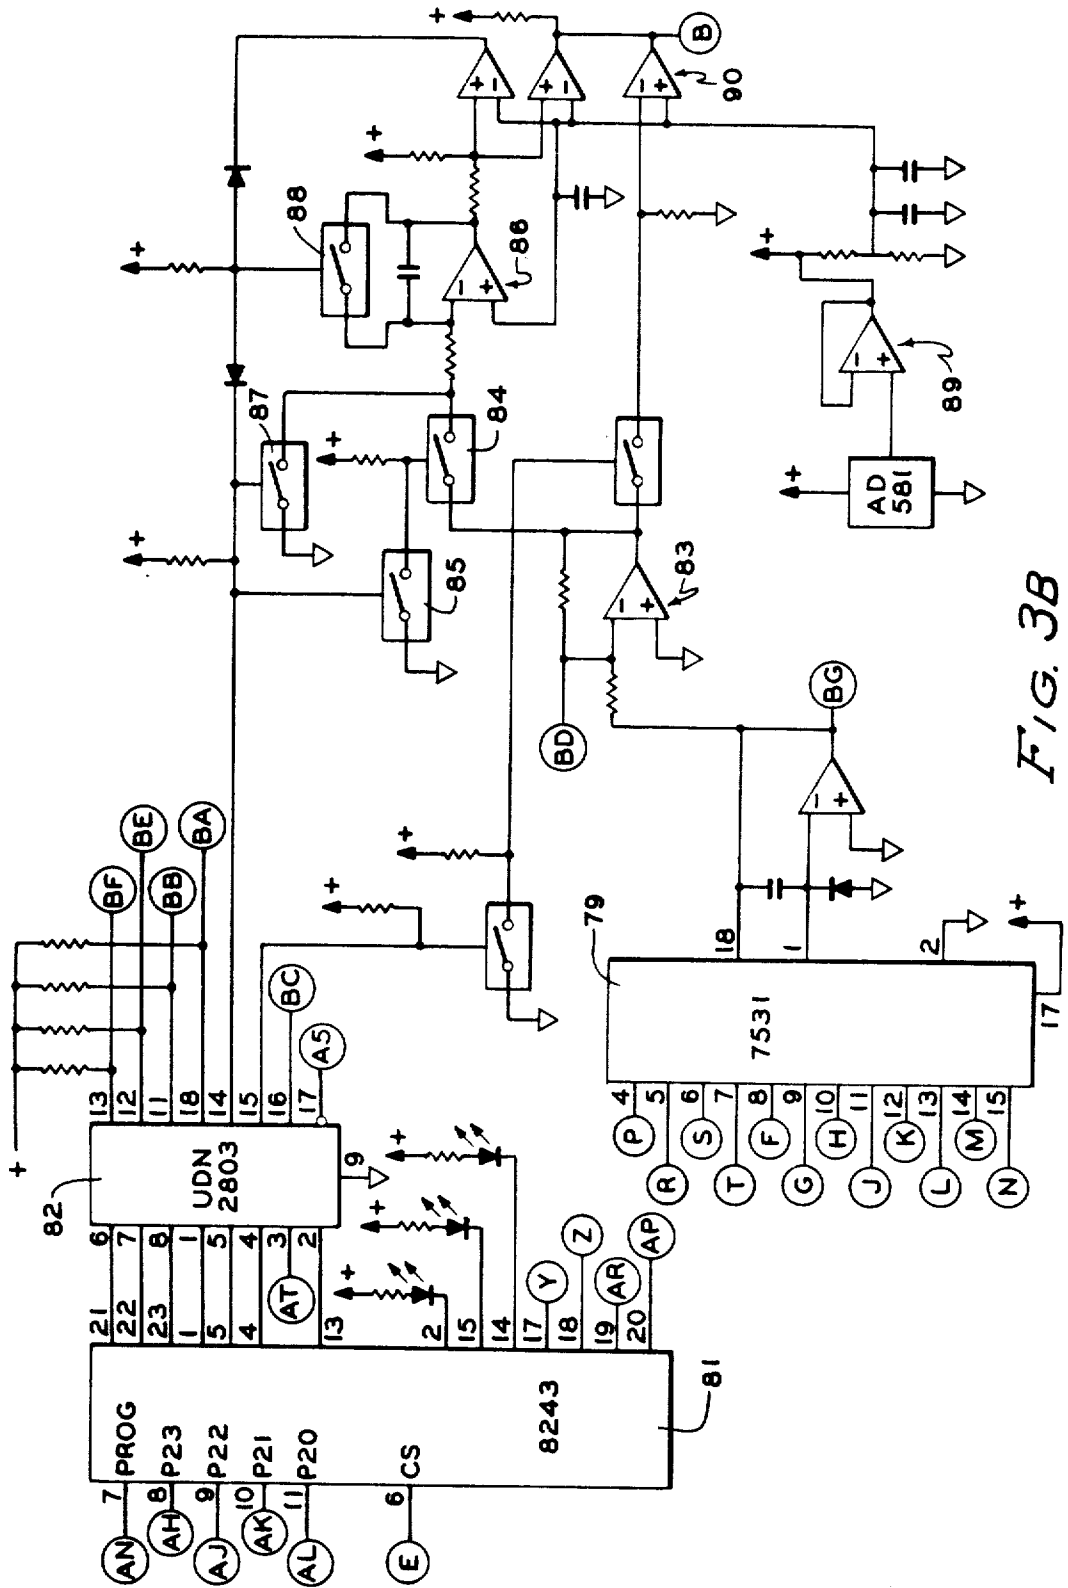 AN 7 PROG
AH 8 P23
AJ 9 P22
AK 10 P21
AL 11 P20
E 6 CS
8243
81
21
22
23
1
5
4
13
2
15
14
17 Y
18 Z
19 AR
20 AP
+
+
+
82
UDN
2803
6
7
8
1
5
4
3 AT
2
9
13 BF
12 BE
11 BB
18 BA
14
15
16 BC
17 A5
+
+
+
+
87
+
88
+
85
+
84
−
+
86
+
+
−
+
−
+
−
+
90
B
BD
−
+
83
79
7531
P 4
R 5
S 6
T 7
F 8
G 9
H 10
J 11
K 12
L 13
M 14
N 15
18
1
2
17
+
−
+
BG
AD
581
+
−
+
89
+
FIG. 3B